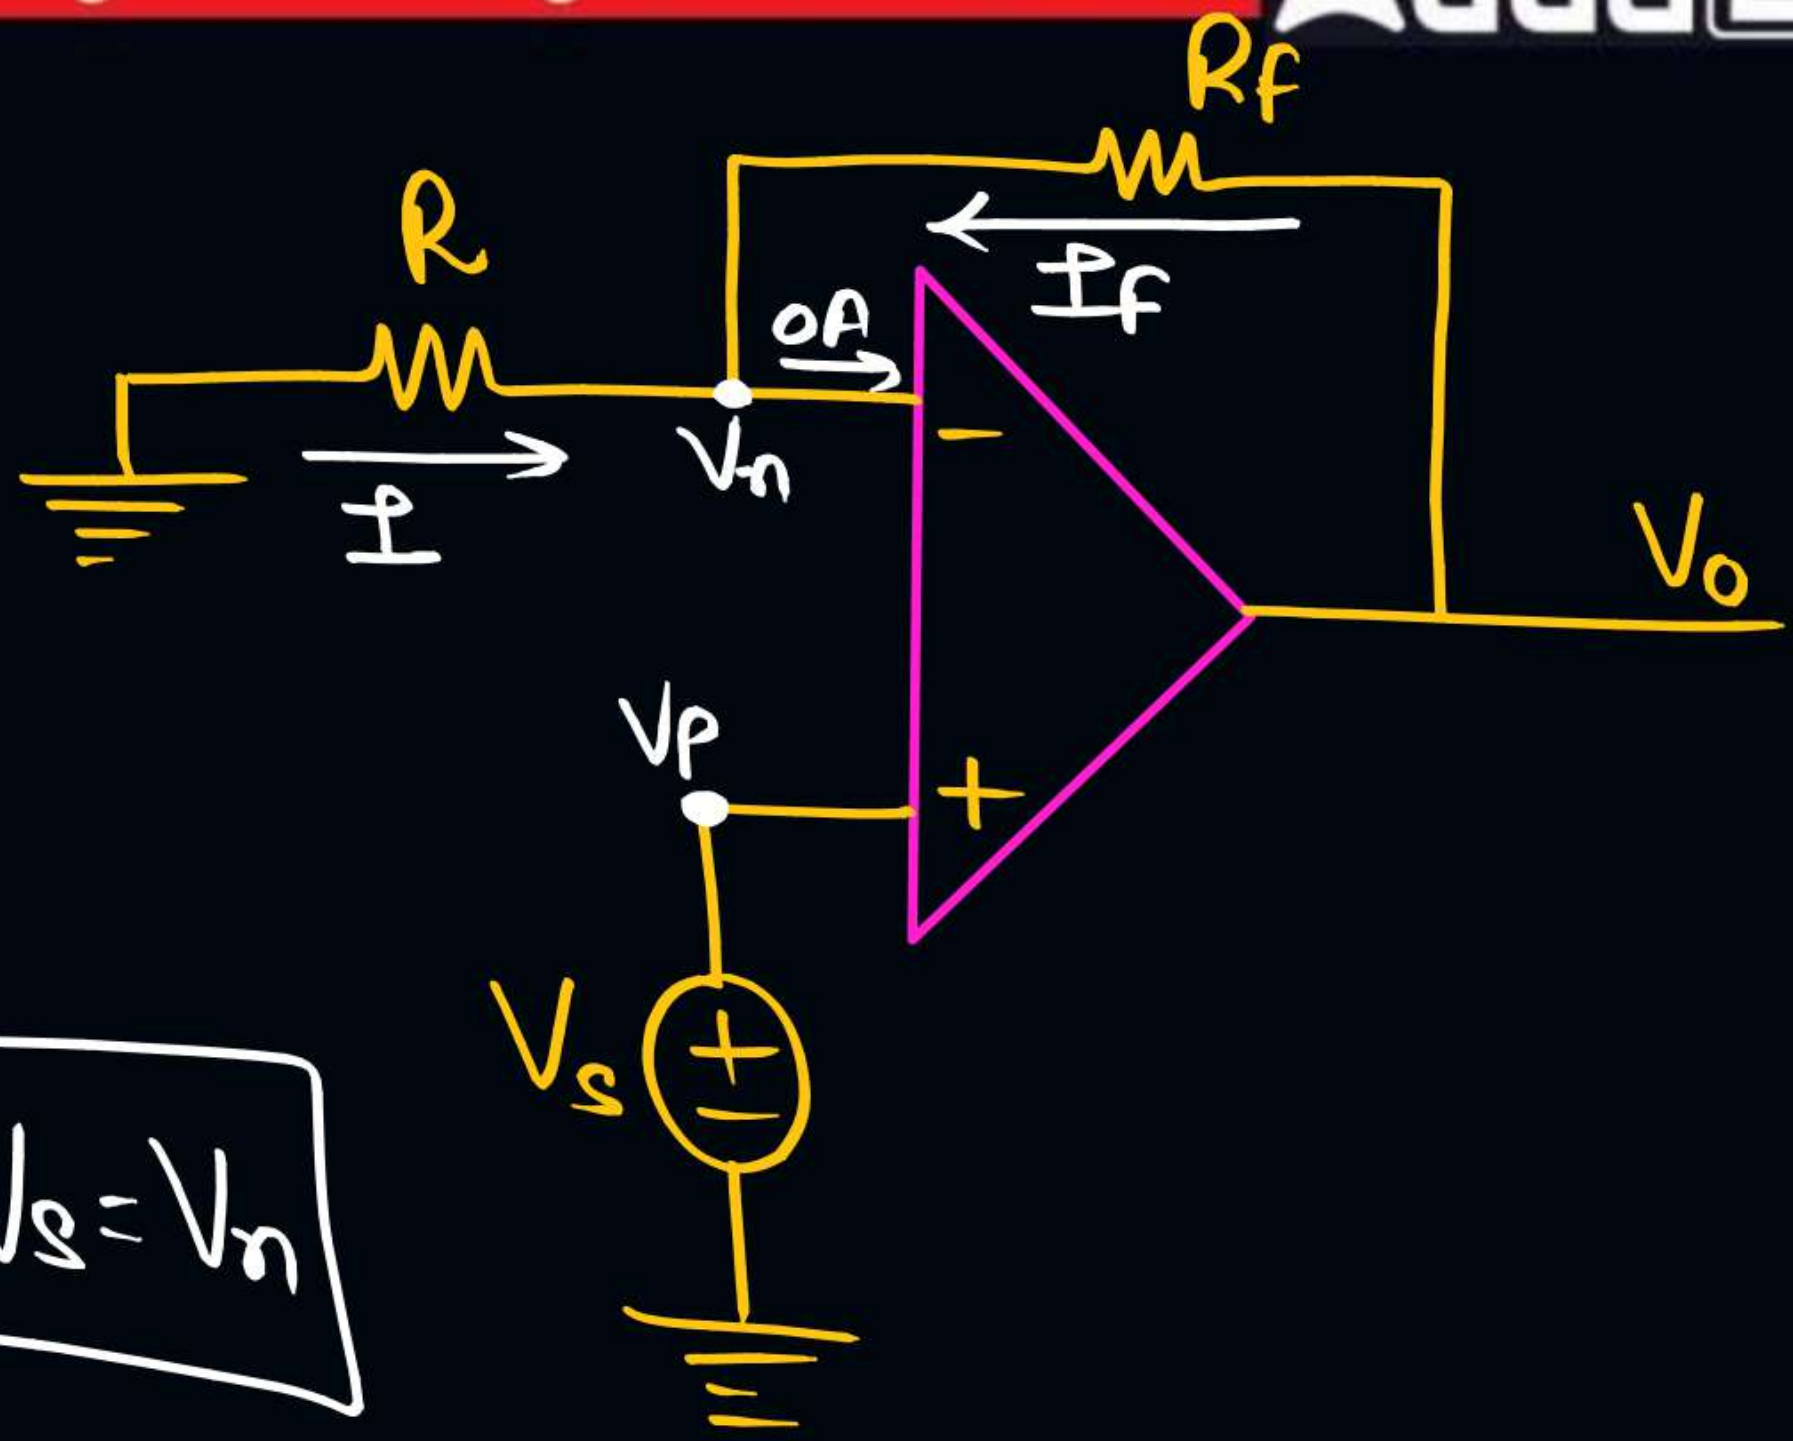 Rf
R
If
0A
-
Vn
I
Vo
Vp
+
Vs
+
-
Vs = Vn